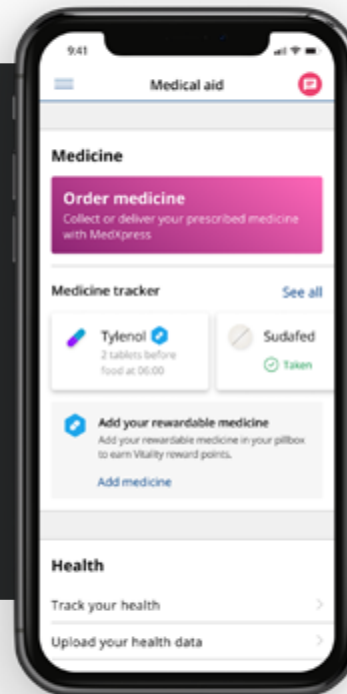 9:41
Medical aid
Medicine
Order medicine
Collect or deliver your prescribed medicine
with MedXpress
Medicine tracker
See all
Tylenol
2 tablets before
food at 06:00
Sudafed
Taken
Add your rewardable medicine
Add your rewardable medicine in your pillbox
to earn Vitality reward points.
Add medicine
Health
Track your health
Upload your health data